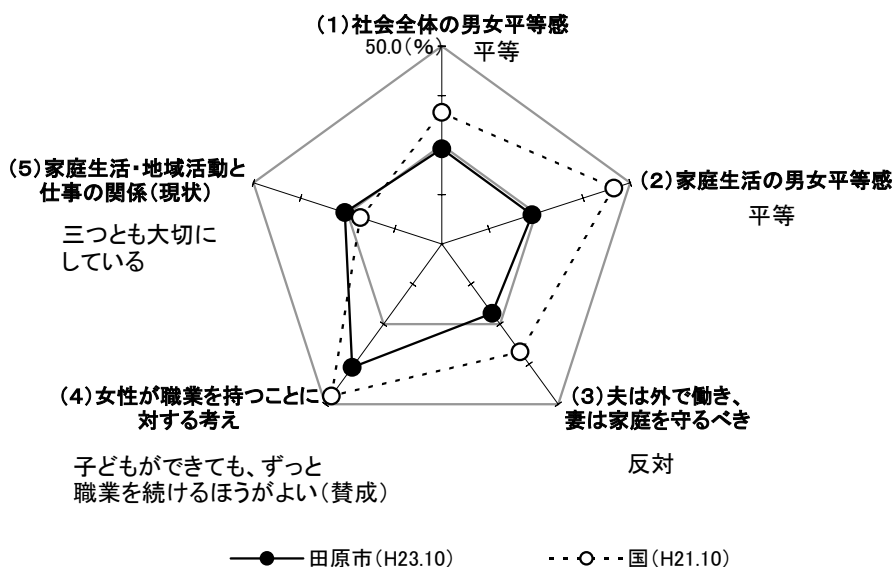 (1)社会全体の男女平等感
50.0(%)
平等
(2)家庭生活の男女平等感
平等
(3)夫は外で働き、
妻は家庭を守るべき
反対
(4)女性が職業を持つことに
対する考え
子どもができても、ずっと
職業を続けるほうがよい(賛成)
(5)家庭生活・地域活動と
仕事の関係(現状)
三つとも大切に
している
田原市(H23.10)
国(H21.10)